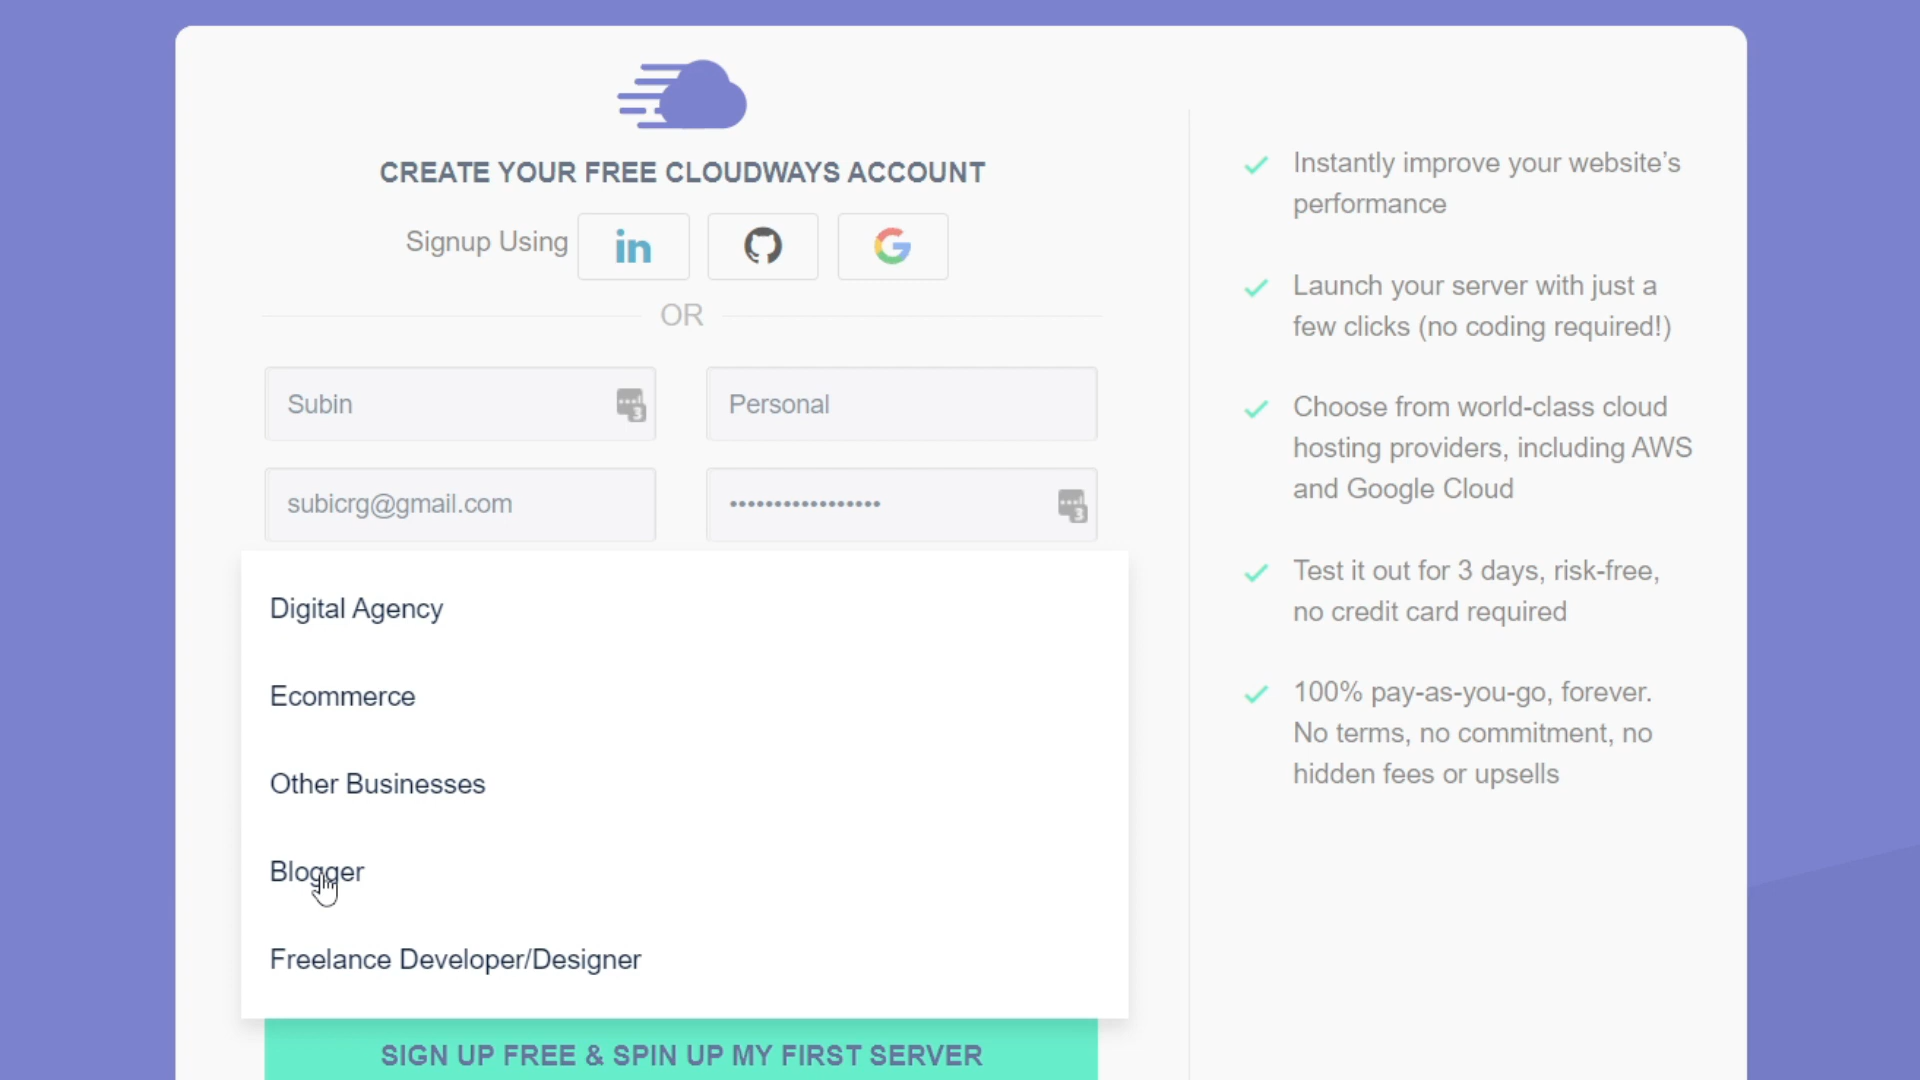 CREATE YOUR FREE CLOUDWAYS ACCOUNT
Signup Using
in
G
OR
Subin
3
Personal
subicrg@gmail.com
•••••••••••••••••
3
Digital Agency
Ecommerce
Other Businesses
Blogger
Freelance Developer/Designer
SIGN UP FREE & SPIN UP MY FIRST SERVER
Instantly improve your website’s
performance
Launch your server with just a
few clicks (no coding required!)
Choose from world-class cloud
hosting providers, including AWS
and Google Cloud
Test it out for 3 days, risk-free,
no credit card required
100% pay-as-you-go, forever.
No terms, no commitment, no
hidden fees or upsells